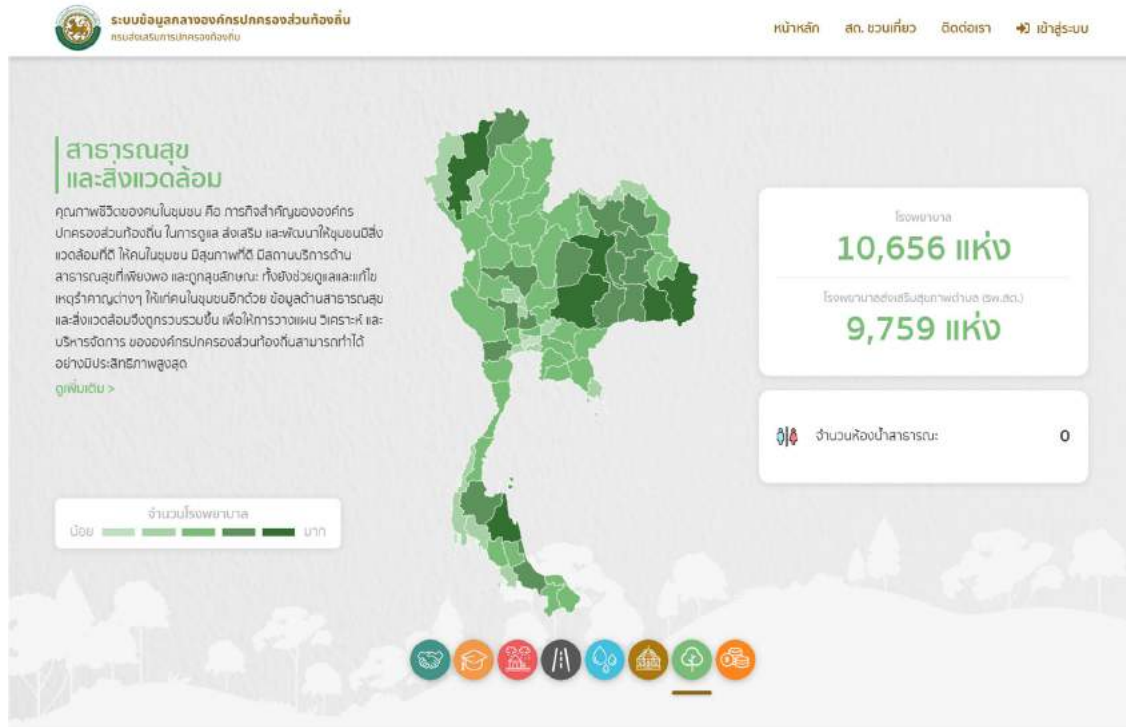 ระบบข้อมูลกลางองค์กรปกครองส่วนท้องถิ่น
กรมส่งเสริมการปกครองท้องถิ่น
หน้าหลัก สถ. ชวนเที่ยว ติดต่อเรา เข้าสู่ระบบ
สาธารณสุข
และสิ่งแวดล้อม
คุณภาพชีวิตของคนในชุมชน คือ ภารกิจสำคัญขององค์กร
ปกครองส่วนท้องถิ่น ในการดูแล ส่งเสริม และพัฒนาให้ชุมชนมีสิ่ง
แวดล้อมที่ดี ให้คนในชุมชน มีสุขภาพที่ดี มีสถานบริการด้าน
สาธารณสุขที่เพียงพอ และถูกสุขลักษณะ ทั้งยังช่วยดูแลและแก้ไข
เหตุรำคาญต่างๆ ให้แก่คนในชุมชนอีกด้วย ข้อมูลด้านสาธารณสุข
และสิ่งแวดล้อมจึงถูกรวบรวมขึ้น เพื่อให้การวางแผน วิเคราะห์ และ
บริหารจัดการ ขององค์กรปกครองส่วนท้องถิ่นสามารถทำได้
อย่างมีประสิทธิภาพสูงสุด
ดูเพิ่มเติม >
จำนวนโรงพยาบาล
น้อย มาก
โรงพยาบาล
10,656 แห่ง
โรงพยาบาลส่งเสริมสุขภาพตำบล (รพ.สต.)
9,759 แห่ง
จำนวนห้องน้ำสาธารณะ 0